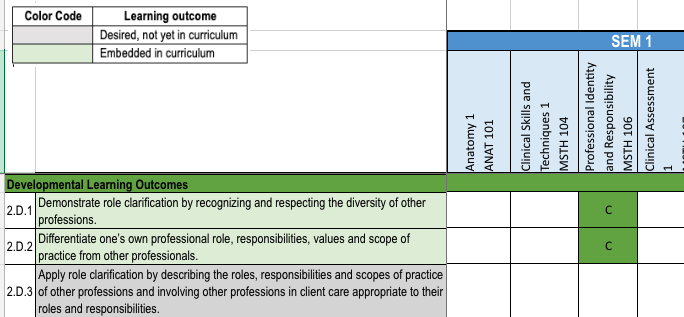 Color Code Learning outcome
Desired, not yet in curriculum
Embedded in curriculum
SEM 1
Anatomy 1
ANAT 101
Clinical Skills and
Techniques 1
MSTH 104
Professional Identity
and Responsibility
MSTH 106
Clinical Assessment
1
Developmental Learning Outcomes
2.D.1 Demonstrate role clarification by recognizing and respecting the diversity of other
professions.
C
2.D.2 Differentiate one's own professional role, responsibilities, values and scope of
practice from other professionals.
C
2.D.3 Apply role clarification by describing the roles, responsibilities and scopes of practice
of other professions and involving other professions in client care appropriate to their
roles and responsibilities.